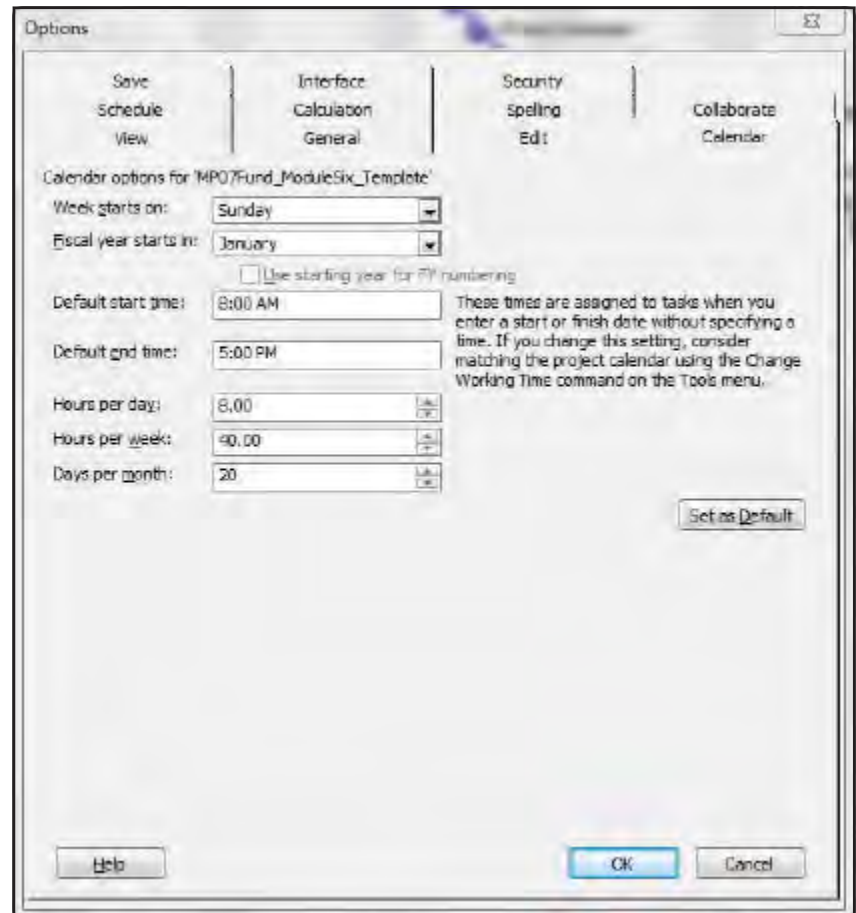 Options
Save Interface Security
Schedule Calculation Spelling Collaborate
View General Edit Calendar
Calendar options for 'MP07Fund_ModuleSix_Template'
Week starts on: Sunday
Fiscal year starts in: January
Use starting year for FY numbering
Default start time: 8:00 AM
These times are assigned to tasks when you
enter a start or finish date without specifying a
time. If you change this setting, consider
matching the project calendar using the Change
Working Time command on the Tools menu.
Default end time: 5:00 PM
Hours per day: 8.00
Hours per week: 40.00
Days per month: 20
Set as Default
Help OK Cancel